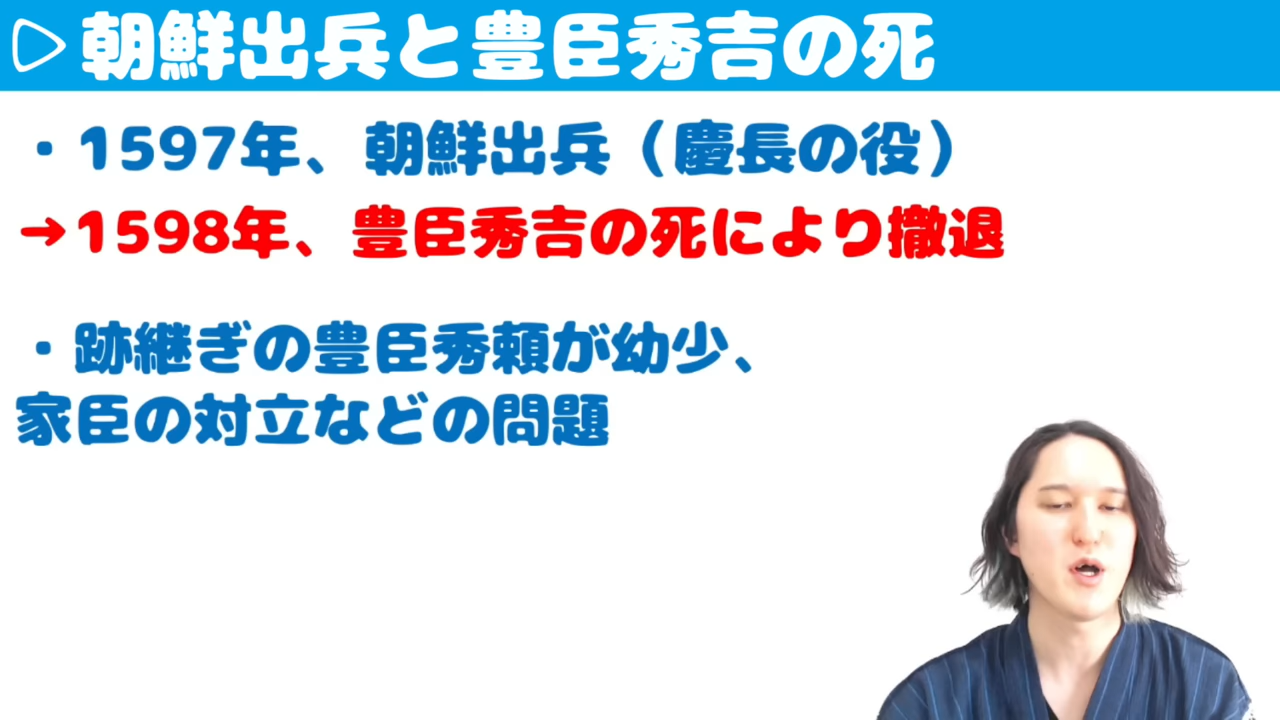 朝鮮出兵と豊臣秀吉の死
・1597年、朝鮮出兵（慶長の役）
→1598年、豊臣秀吉の死により撤退
・跡継ぎの豊臣秀頼が幼少、
家臣の対立などの問題